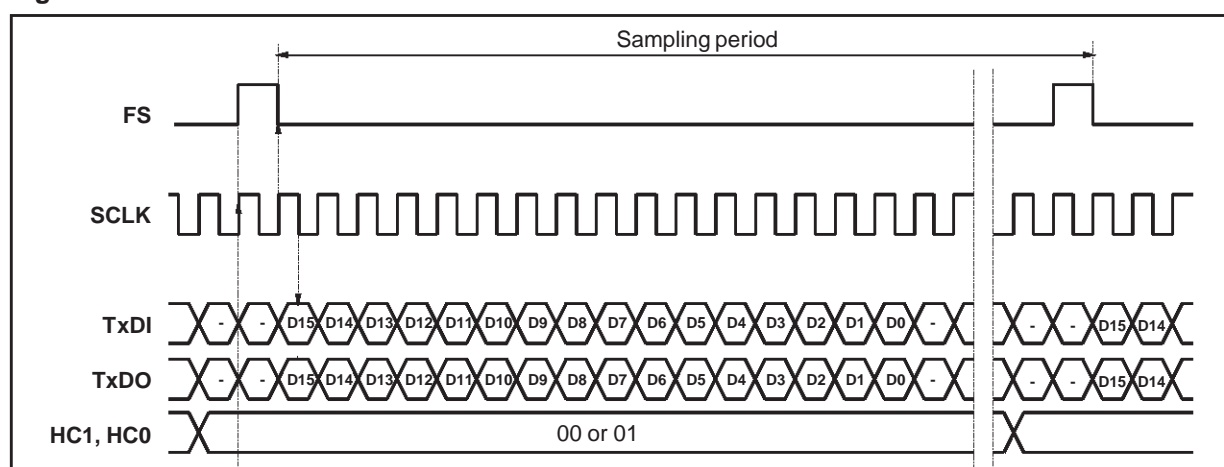 Sampling period
FS
SCLK
TxDI - - D15 D14 D13 D12 D11 D10 D9 D8 D7 D6 D5 D4 D3 D2 D1 D0 - - - D15 D14
TxDO - - D15 D14 D13 D12 D11 D10 D9 D8 D7 D6 D5 D4 D3 D2 D1 D0 - - - D15 D14
HC1, HC0 00 or 01